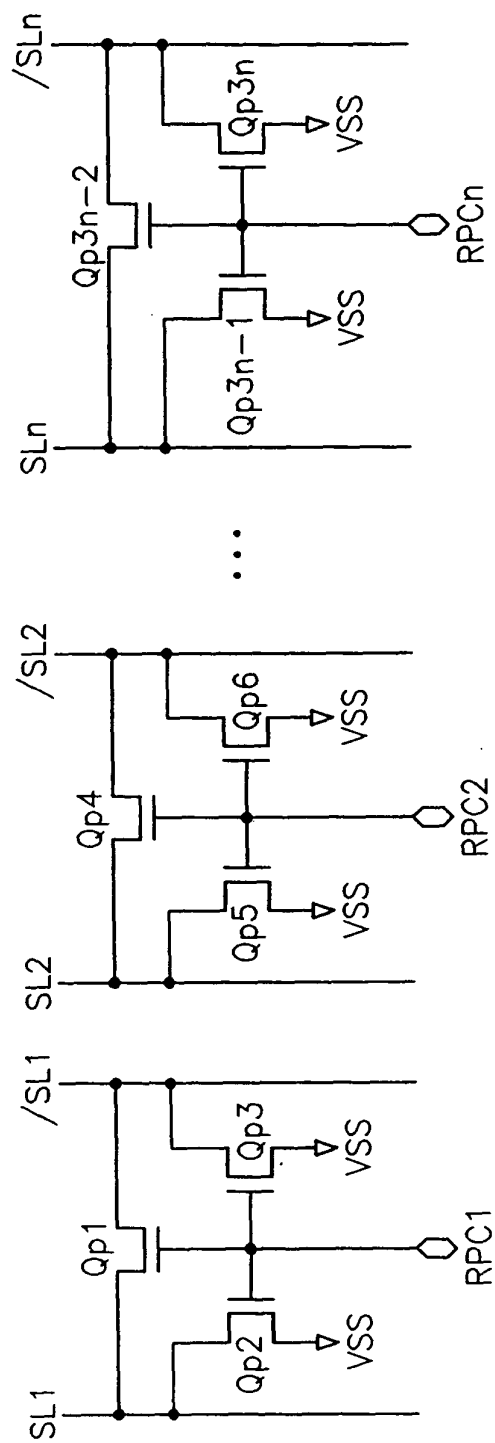 SL1
/SL1
SL2
/SL2
SLn
/SLn
Qp1
Qp4
Qp3n-2
Qp2
Qp3
Qp5
Qp6
Qp3n-1
Qp3n
VSS
VSS
VSS
VSS
...
VSS
VSS
RPC1
RPC2
RPCn